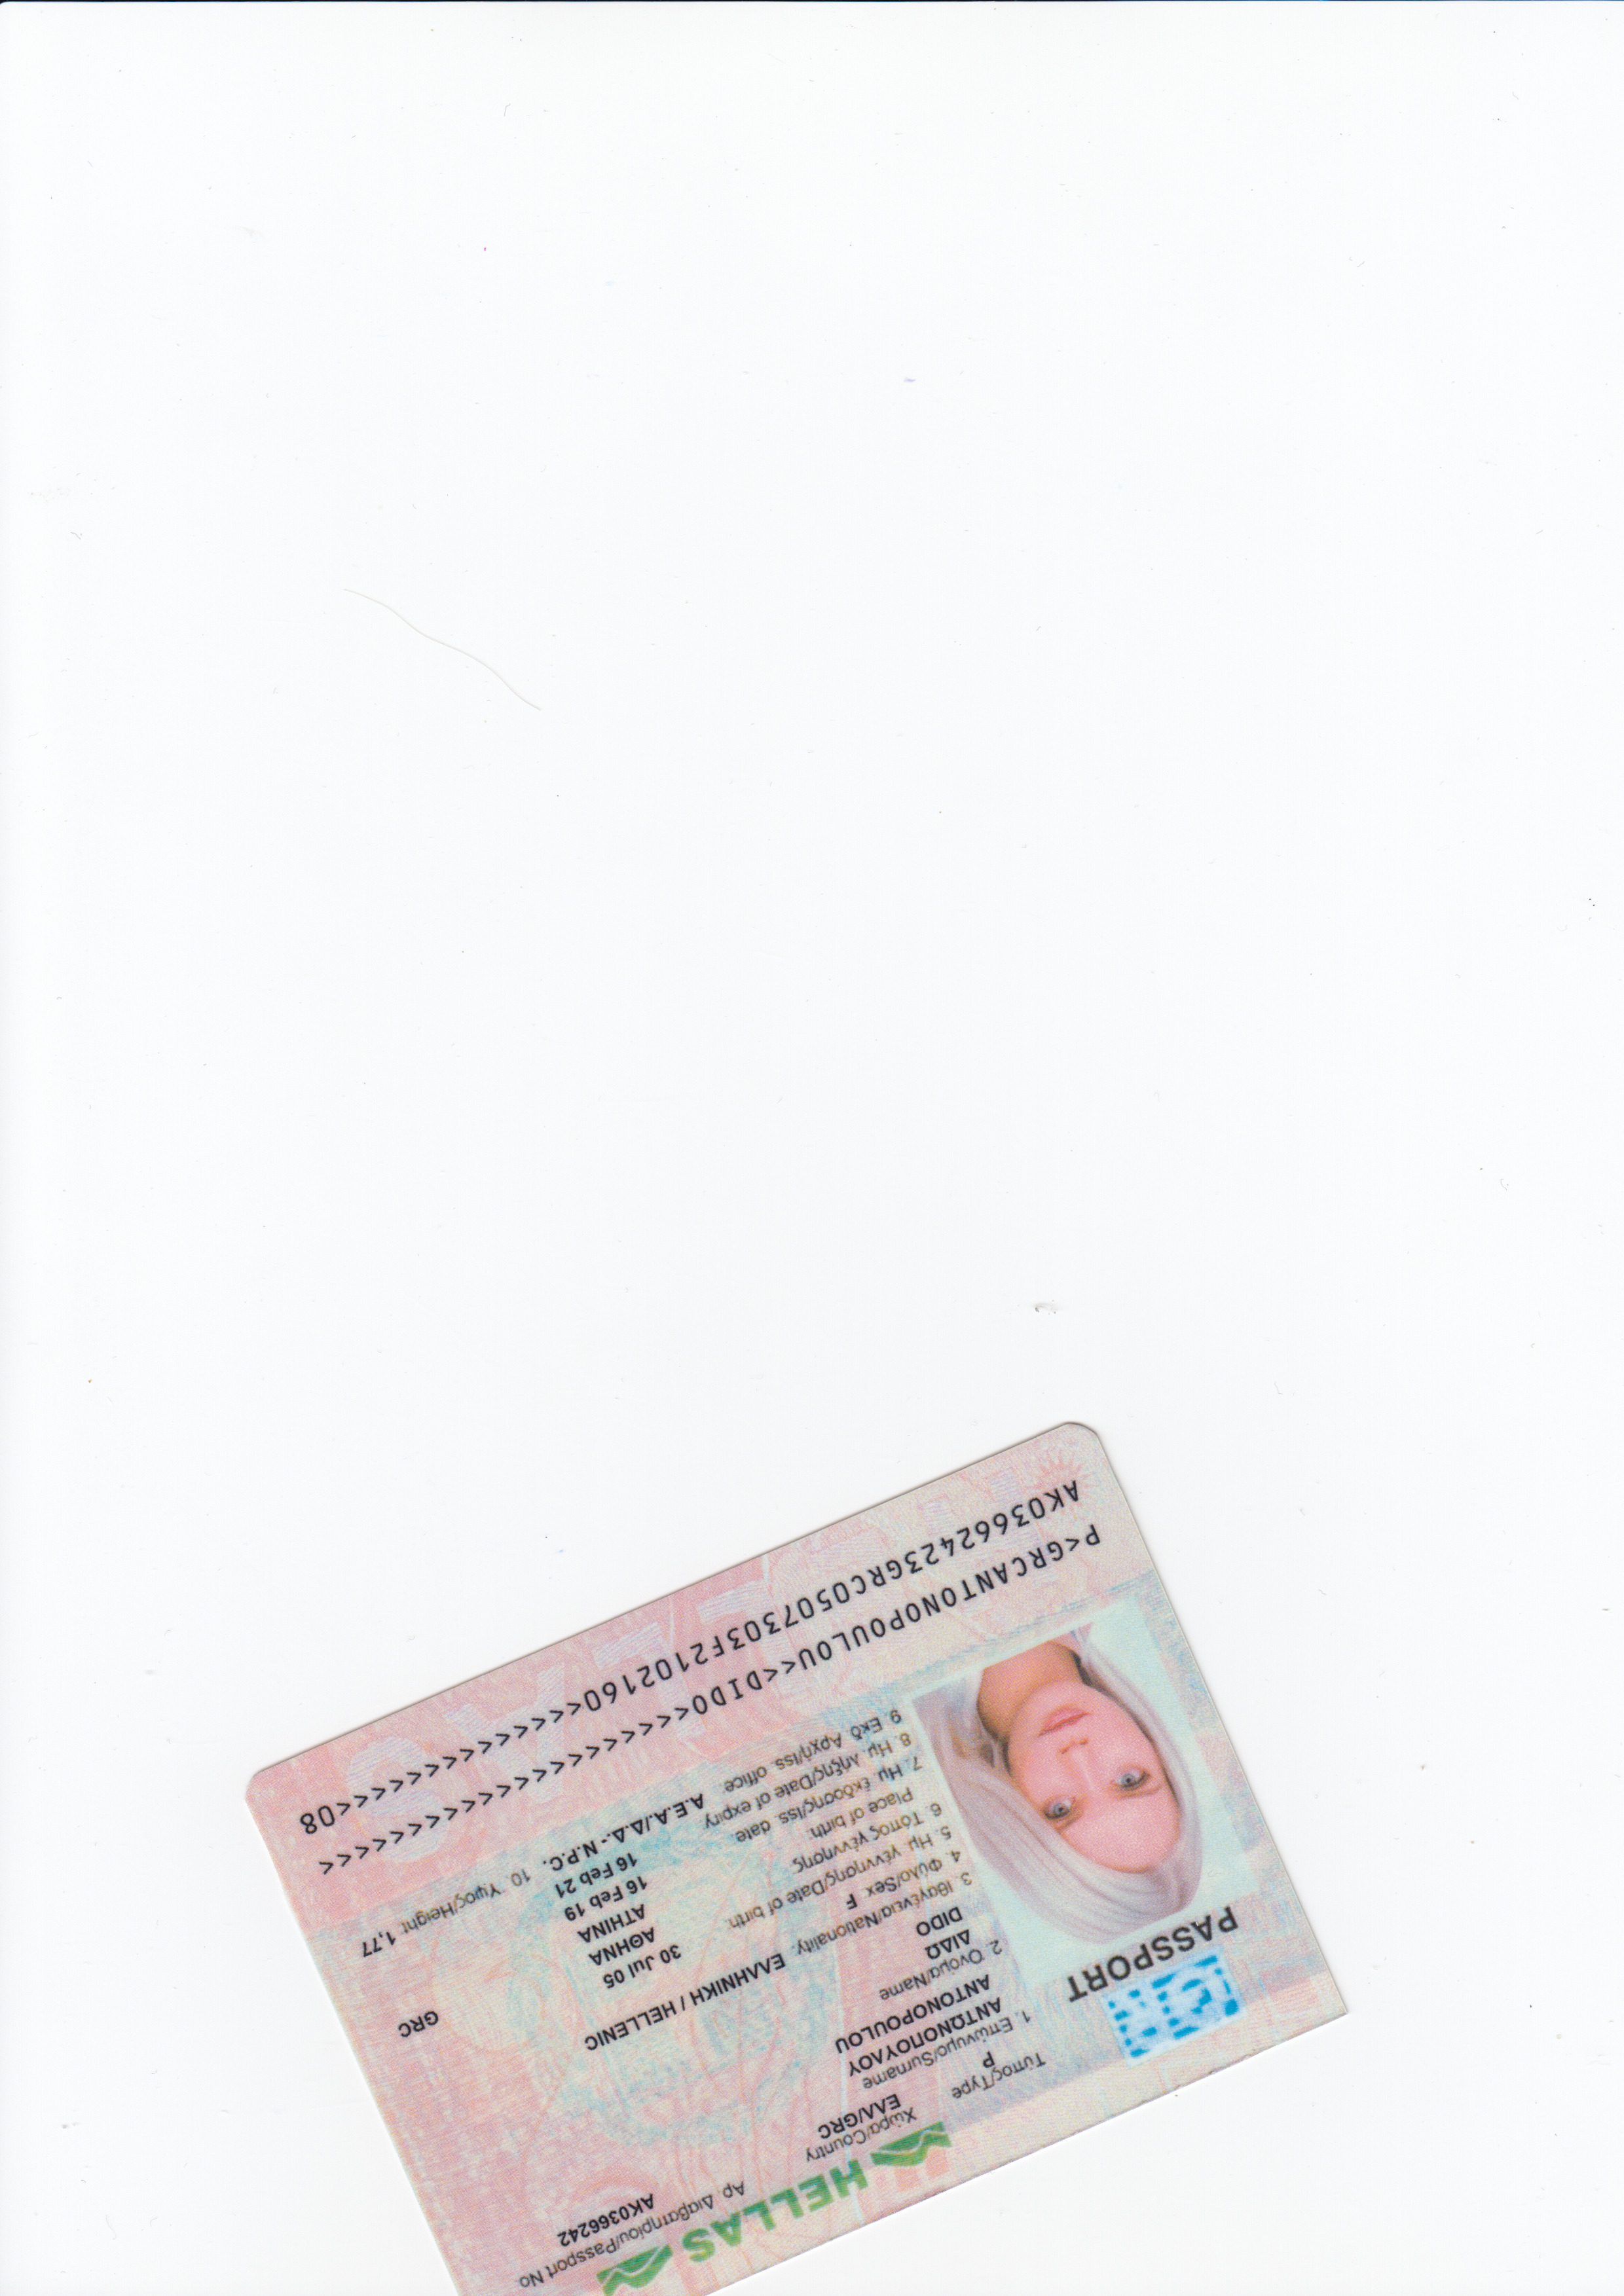 HELLAS
Αρ. Διαβατηρίου/Passport No
AK0366242
Χώρα/Country
ΕΛΛ/GRC
Τύπος/Type
P
PASSPORT
1. Επώνυμο/Surname
ΑΝΤΩΝΟΠΟΥΛΟΥ
ANTONOPOULOU
2. Όνομα/Name
ΔΙΔΩ
DIDO
3. Ιθαγένεια/Nationality. ΕΛΛΗΝΙΚΗ / HELLENIC GRC
4. Φύλο/Sex F
5. Ημ. γέννησης/Date of birth. 30 Jul 05
6. Τόπος γέννησης ΑΘΗΝΑ
Place of birth. ATHINA
7. Ημ. έκδοσης/Iss. date 16 Feb 19
8. Ημ. λήξης/Date of expiry. 16 Feb 21
9. Εκδ. Αρχή/Iss. office. Α.Ε.Α./Δ.Δ.- N.P.C. 10. Ύψος/Height 1,77
P<GRCANTONOPOULOU<<DIDO<<<<<<<<<<<<<<<<<<<<<
AK03662423GRC0507303F2102160<<<<<<<<<<<<<<08